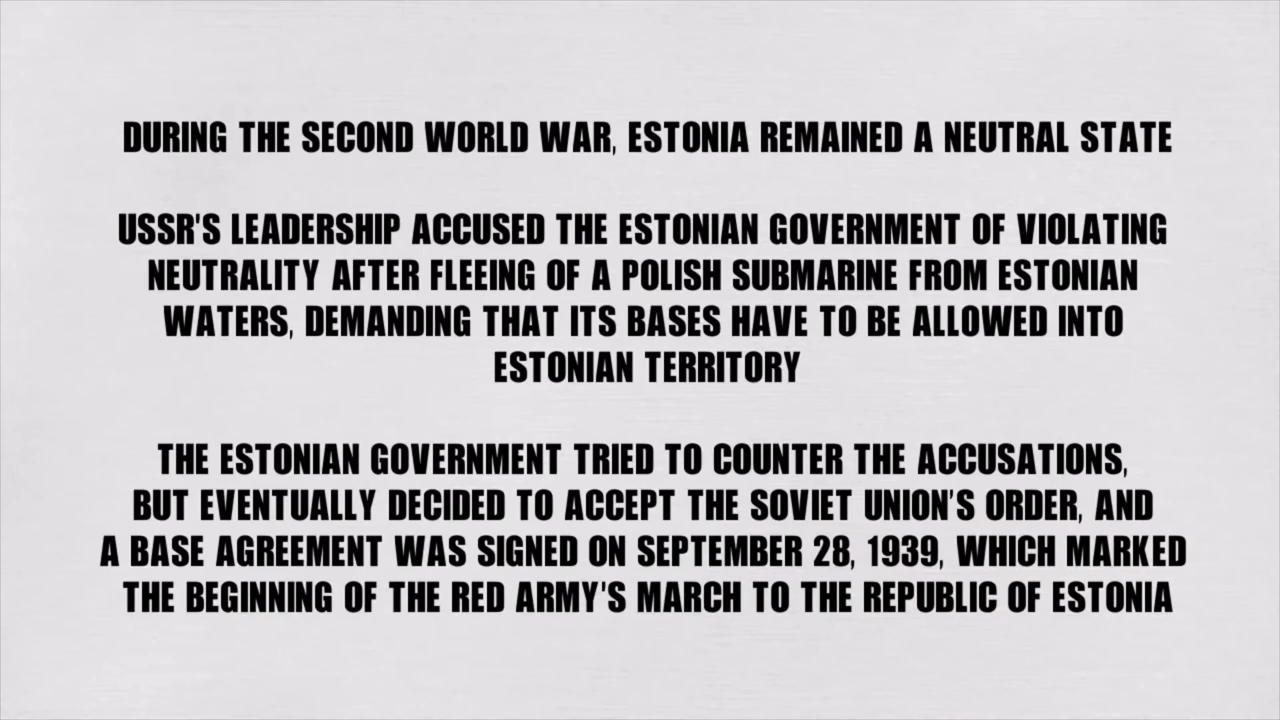 DURING THE SECOND WORLD WAR, ESTONIA REMAINED A NEUTRAL STATE
USSR'S LEADERSHIP ACCUSED THE ESTONIAN GOVERNMENT OF VIOLATING
NEUTRALITY AFTER FLEEING OF A POLISH SUBMARINE FROM ESTONIAN
WATERS, DEMANDING THAT ITS BASES HAVE TO BE ALLOWED INTO
ESTONIAN TERRITORY
THE ESTONIAN GOVERNMENT TRIED TO COUNTER THE ACCUSATIONS,
BUT EVENTUALLY DECIDED TO ACCEPT THE SOVIET UNION'S ORDER, AND
A BASE AGREEMENT WAS SIGNED ON SEPTEMBER 28, 1939, WHICH MARKED
THE BEGINNING OF THE RED ARMY'S MARCH TO THE REPUBLIC OF ESTONIA